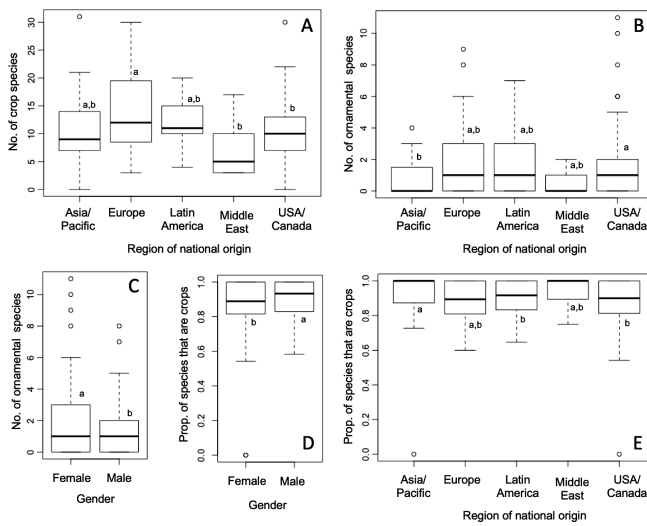 A
No. of crop species
30
25
20
15
10
5
0
a,b
a
a,b
b
b
Asia/ Europe Latin Middle USA/
Pacific America East Canada
Region of national origin
B
No. of ornamental species
10
8
6
4
2
0
b
a,b
a,b
a,b
a
Asia/ Europe Latin Middle USA/
Pacific America East Canada
Region of national origin
C
No. of ornamental species
10
8
6
4
2
0
a
b
Female Male
Gender
D
Prop. of species that are crops
1.0
0.8
0.6
0.4
0.2
0.0
b
a
Female Male
Gender
E
Prop. of species that are crops
1.0
0.8
0.6
0.4
0.2
0.0
a
a,b
b
a,b
b
Asia/ Europe Latin Middle USA/
Pacific America East Canada
Region of national origin